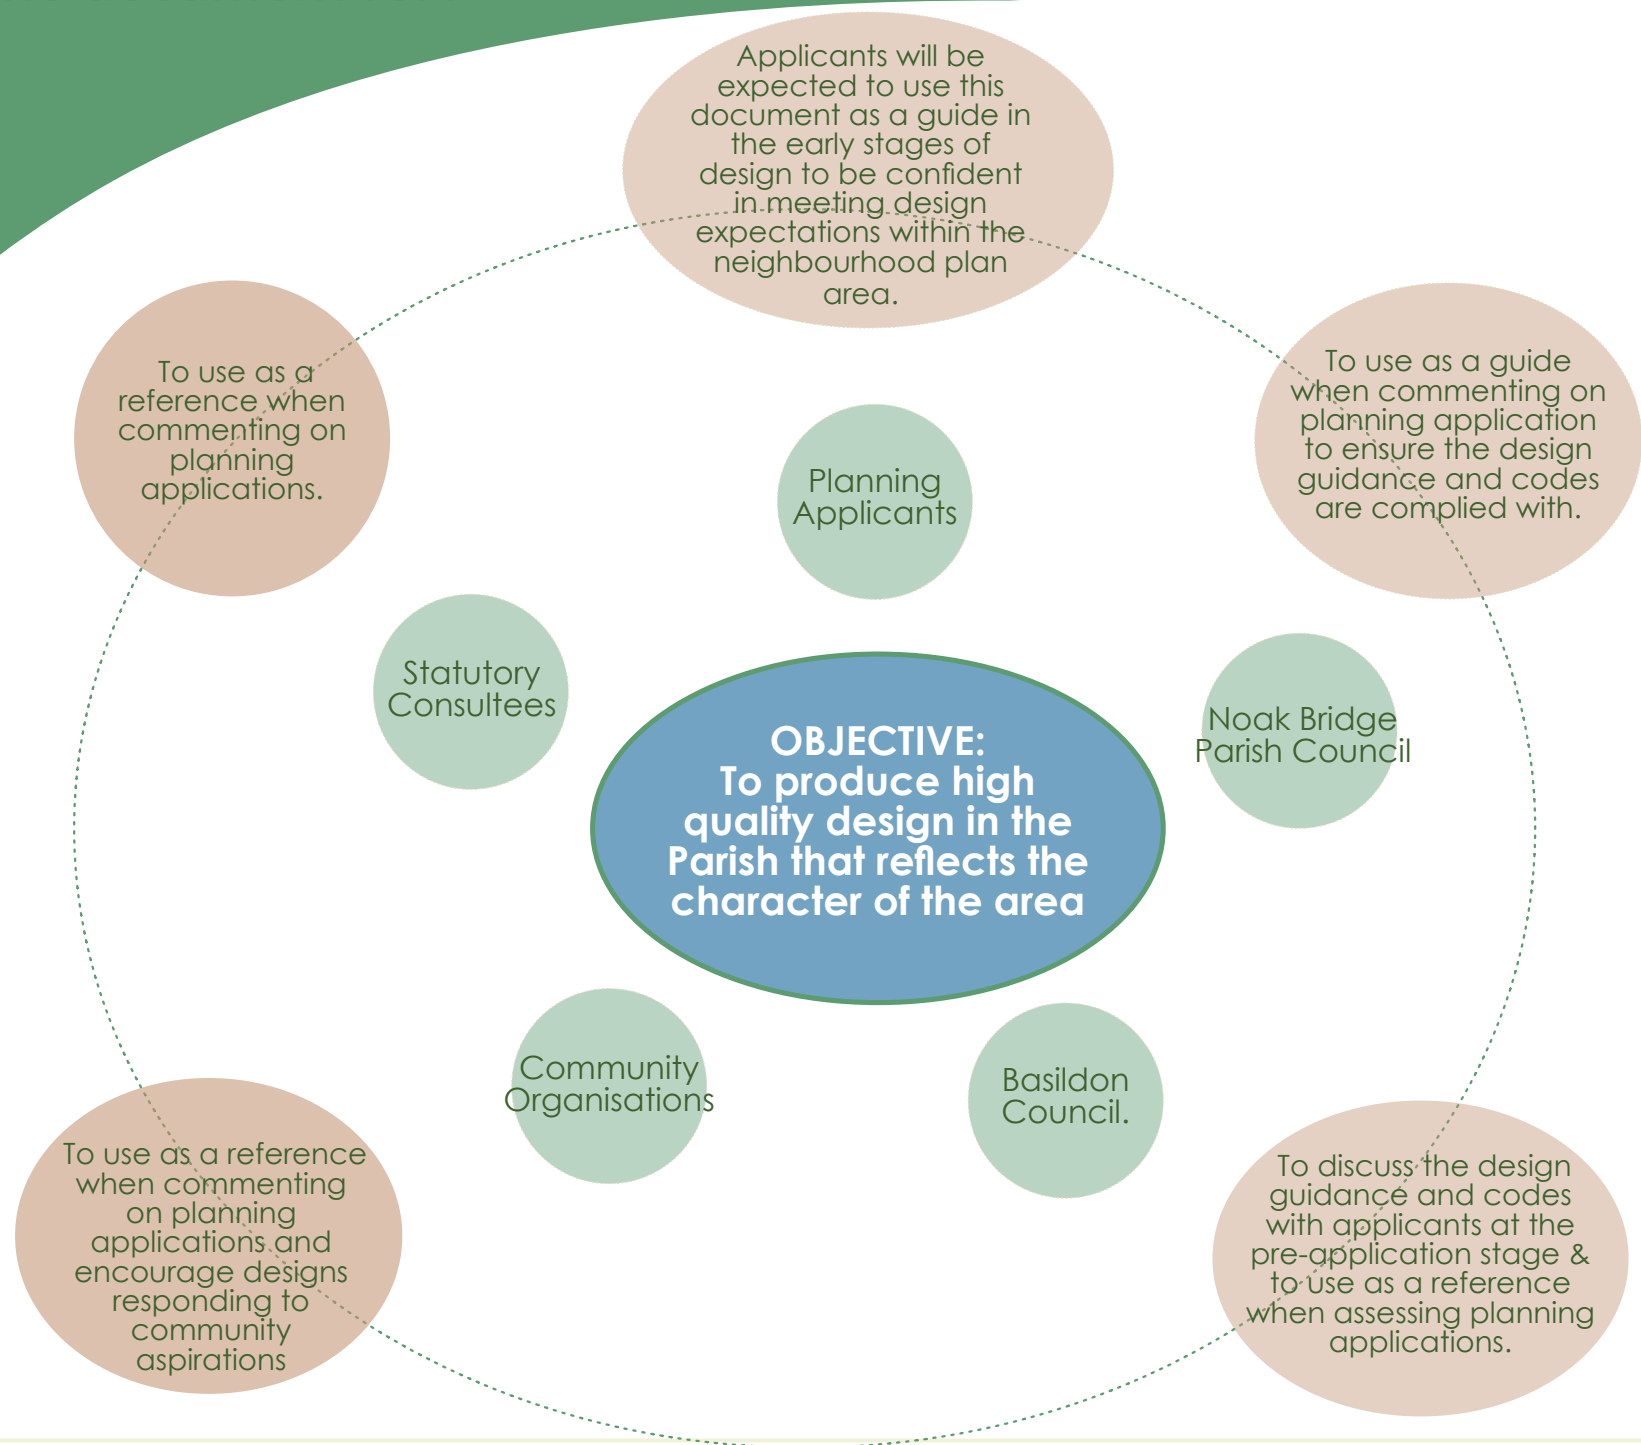 Applicants will be
expected to use this
document as a guide in
the early stages of
design to be confident
in meeting design
expectations within the
neighbourhood plan
area.
To use as a
reference when
commenting on
planning
applications.
To use as a guide
when commenting on
planning application
to ensure the design
guidance and codes
are complied with.
Planning
Applicants
Statutory
Consultees
Noak Bridge
Parish Council
OBJECTIVE:
To produce high
quality design in the
Parish that reflects the
character of the area
Community
Organisations
Basildon
Council.
To use as a reference
when commenting
on planning
applications and
encourage designs
responding to
community
aspirations
To discuss the design
guidance and codes
with applicants at the
pre-application stage &
to use as a reference
when assessing planning
applications.